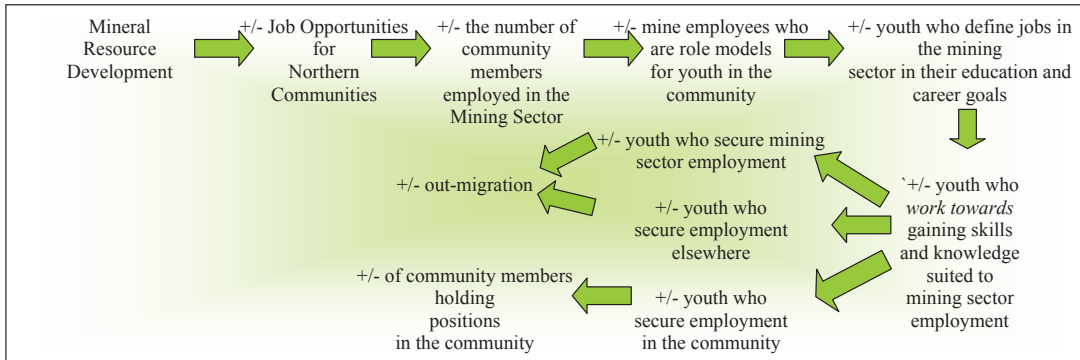 Mineral
Resource
Development
+/- Job Opportunities
for
Northern
Communities
+/- the number of
community
members
employed in the
Mining Sector
+/- mine employees who
are role models
for youth in the
community
+/- youth who define jobs in
the mining
sector in their education and
career goals
`+/- youth who
work towards
gaining skills
and knowledge
suited to
mining sector
employment
+/- youth who secure mining
sector employment
+/- out-migration
+/- youth who
secure employment
elsewhere
+/- youth who
secure employment
in the community
+/- of community members
holding
positions
in the community